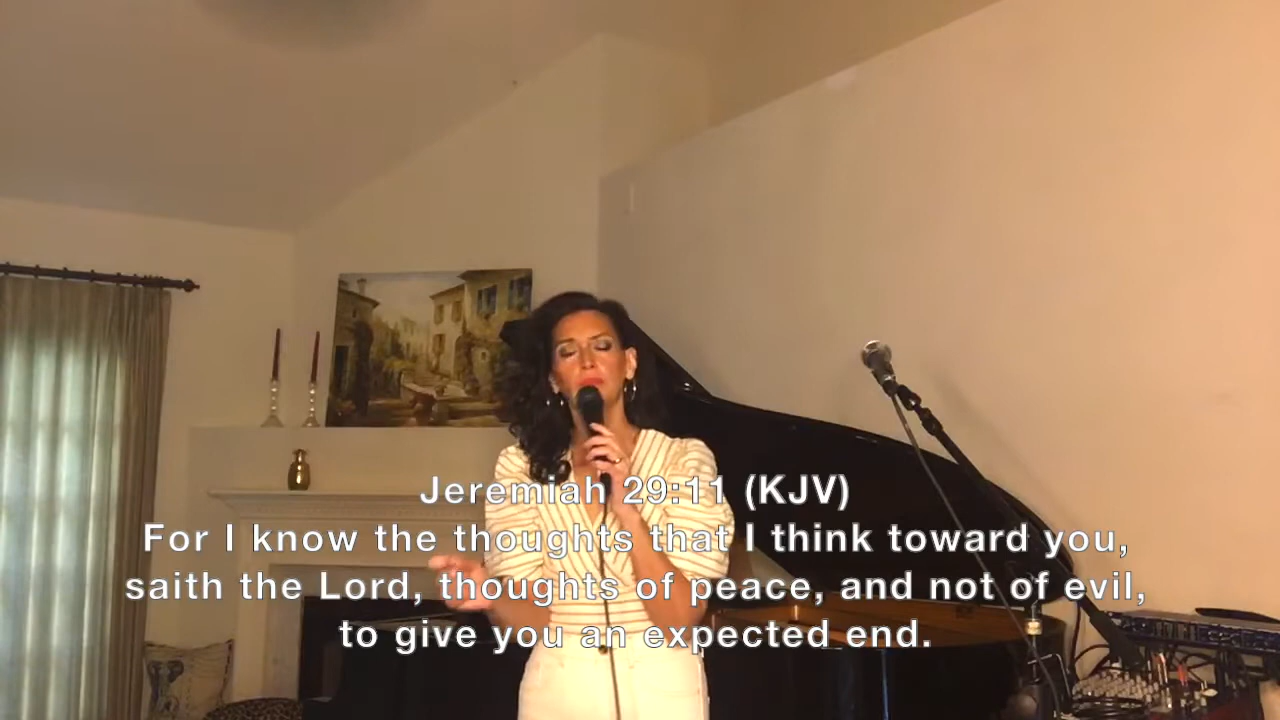 Jeremiah 29:11 (KJV)
For I know the thoughts that I think toward you,
saith the Lord, thoughts of peace, and not of evil,
to give you an expected end.